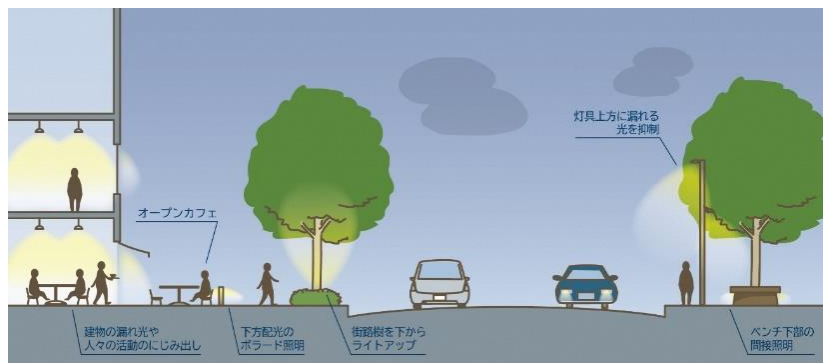 灯具上方に漏れる
光を抑制
オープンカフェ
建物の漏れ光や
人々の活動のにじみ出し
下方配光の
ボラード照明
街路樹を下から
ライトアップ
ベンチ下部の
間接照明